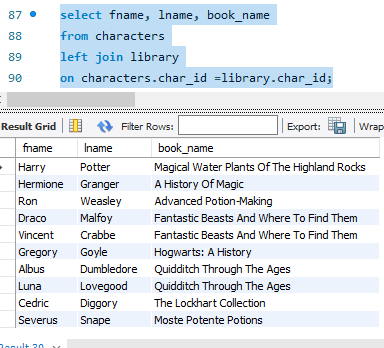 87 select fname, lname, book_name
88 from characters
89 left join library
90 on characters.char_id =library.char_id;
Result Grid Filter Rows: Export: Wrap
fname lname book_name
Harry Potter Magical Water Plants Of The Highland Rocks
Hermione Granger A History Of Magic
Ron Weasley Advanced Potion-Making
Draco Malfoy Fantastic Beasts And Where To Find Them
Vincent Crabbe Fantastic Beasts And Where To Find Them
Gregory Goyle Hogwarts: A History
Albus Dumbledore Quidditch Through The Ages
Luna Lovegood Quidditch Through The Ages
Cedric Diggory The Lockhart Collection
Severus Snape Moste Potente Potions